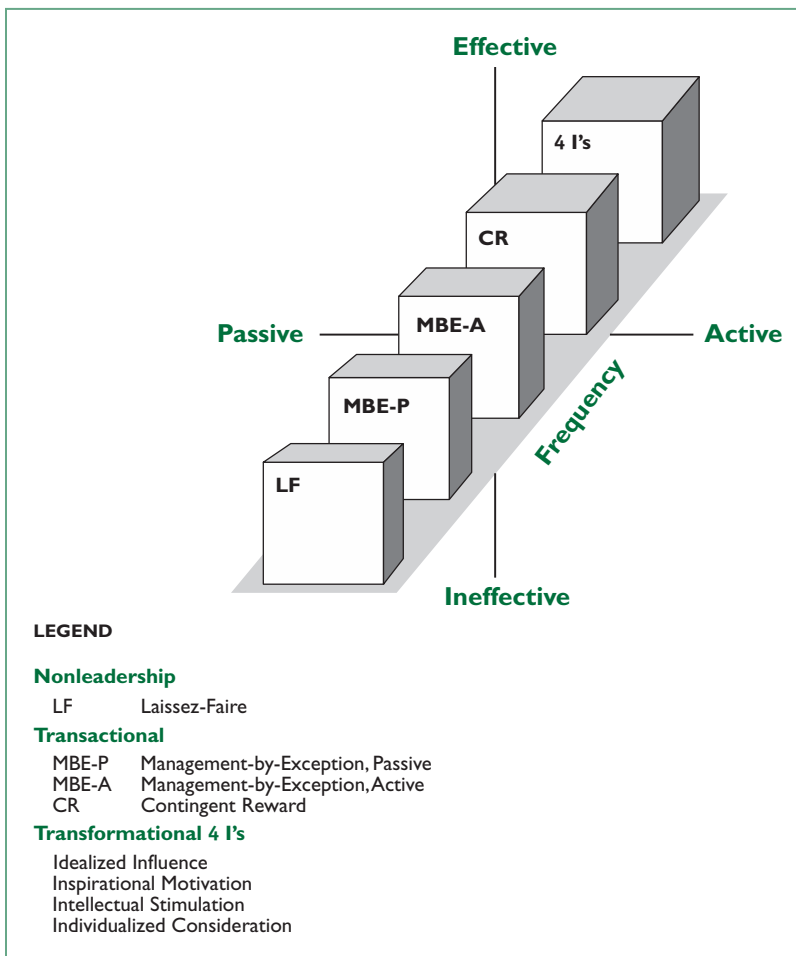 Effective
4 I's
CR
Passive
MBE-A
Active
MBE-P
Frequency
LF
Ineffective
LEGEND
Nonleadership
LF Laissez-Faire
Transactional
MBE-P Management-by-Exception, Passive
MBE-A Management-by-Exception, Active
CR Contingent Reward
Transformational 4 I's
Idealized Influence
Inspirational Motivation
Intellectual Stimulation
Individualized Consideration